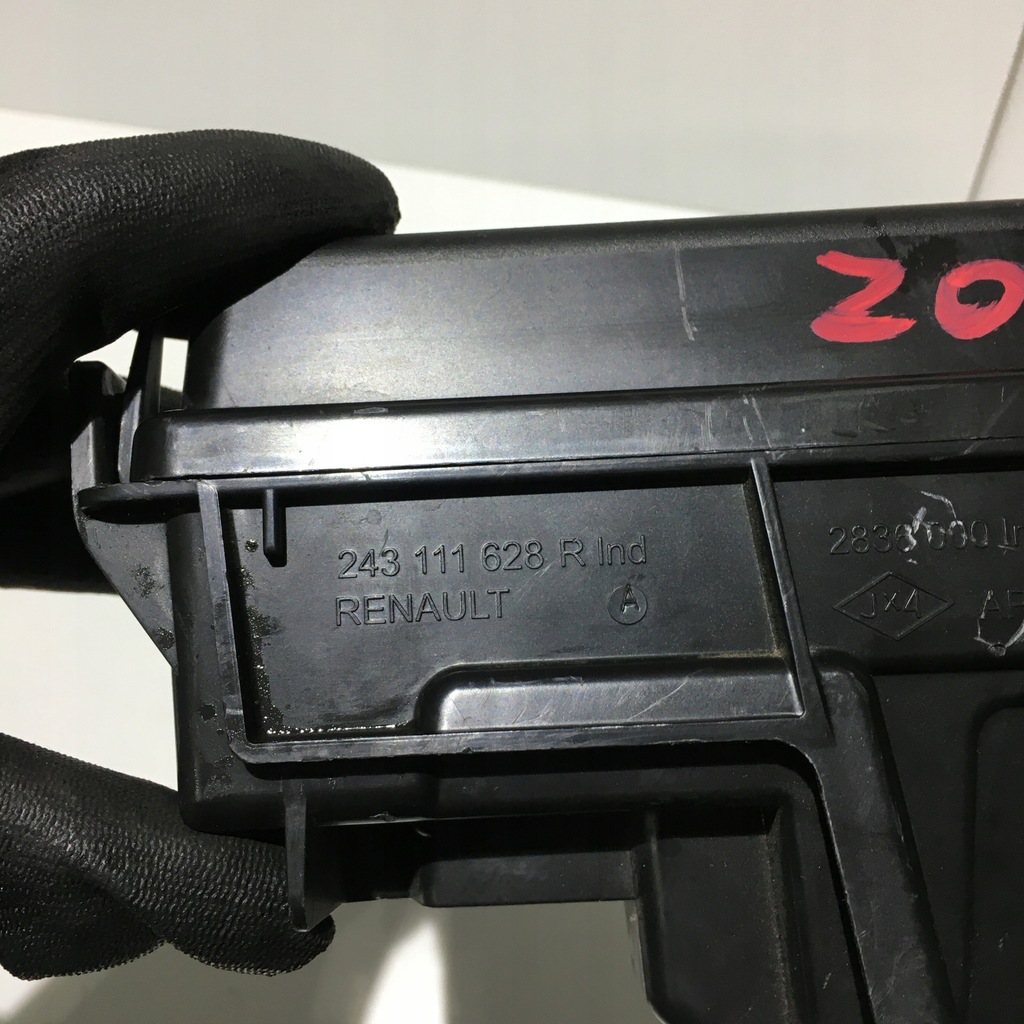 ZO
243 111 628 R Ind
RENAULT A
JX4